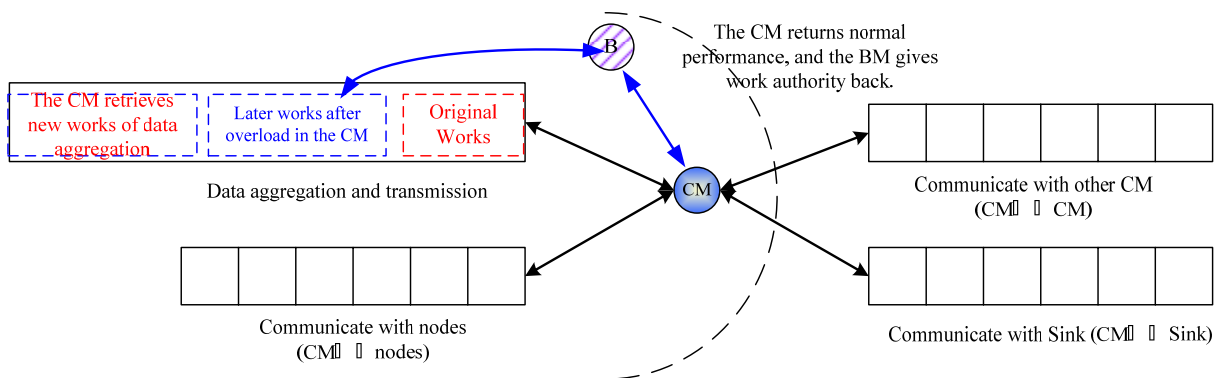 B
The CM returns normal
performance, and the BM gives
work authority back.
The CM retrieves
new works of data
aggregation
Later works after
overload in the CM
Original
Works
Data aggregation and transmission
CM
Communicate with other CM
(CM▯ ▯ CM)
Communicate with nodes
(CM▯ ▯ nodes)
Communicate with Sink (CM▯ ▯ Sink)